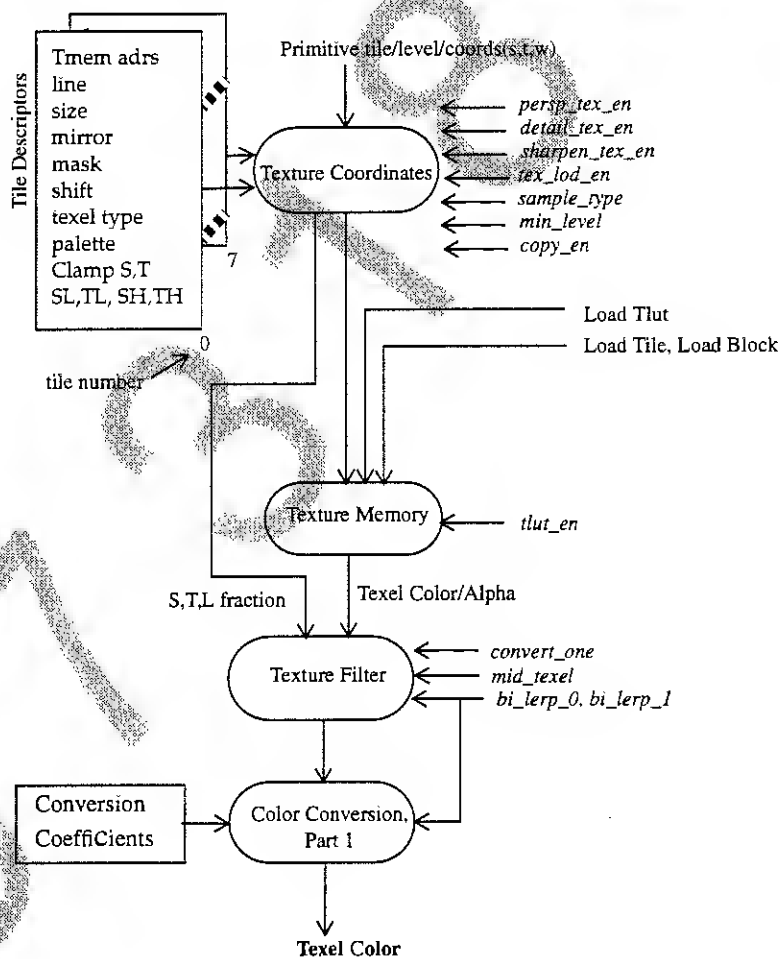 Primitive tile/level/coords(s,t,w)
Tile Descriptors
Tmem adrs
line
size
mirror
mask
shift
texel type
palette
Clamp S,T
SL,TL, SH,TH
7
0
tile number
Texture Coordinates
persp_tex_en
detail_tex_en
sharpen_tex_en
tex_lod_en
sample_type
min_level
copy_en
Load Tlut
Load Tile, Load Block
Texture Memory
tlut_en
S,T,L fraction
Texel Color/Alpha
Texture Filter
convert_one
mid_texel
bi_lerp_0, bi_lerp_1
Conversion
CoeffiCients
Color Conversion,
Part 1
Texel Color